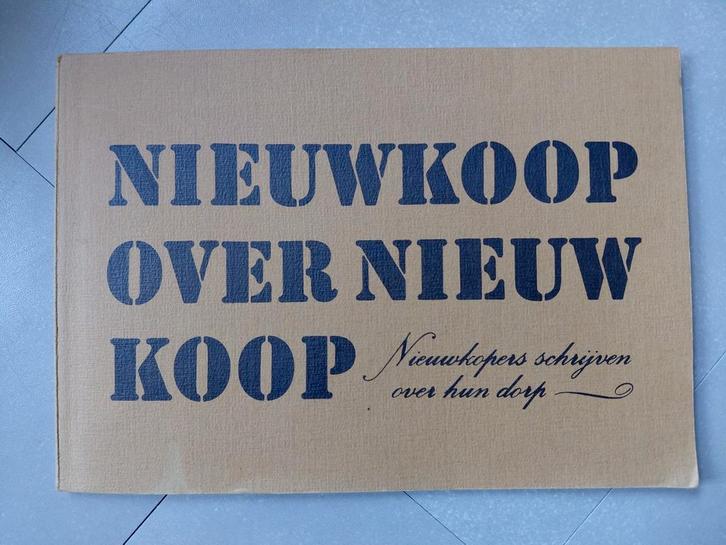 NIEUWKOOP
OVER NIEUW
KOOP
Nieuwkopers schrijven
over hun dorp